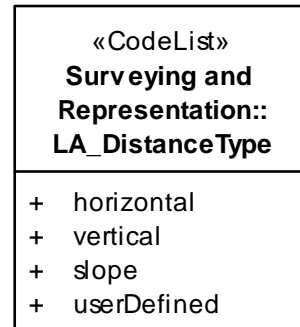 «CodeList»
Surveying and
Representation::
LA_DistanceType
+ horizontal
+ vertical
+ slope
+ userDefined